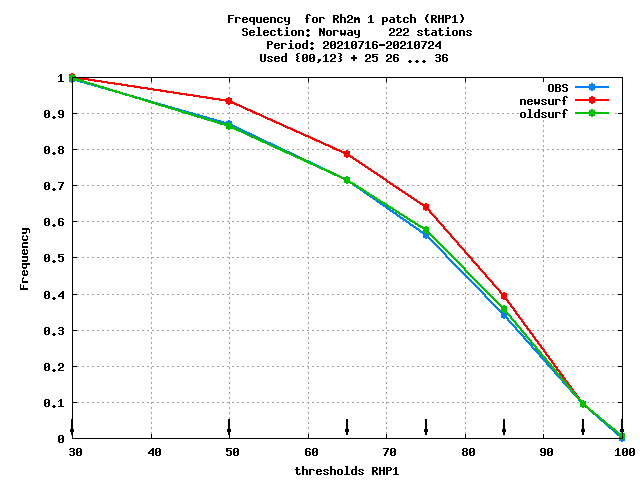 Frequency  for Rh2m 1 patch (RHP1)
Selection: Norway    222 stations
Period: 20210716-20210724
Used {00,12} + 25 26 ... 36
OBS
newsurf
oldsurf
1
0.9
0.8
0.7
0.6
0.5
0.4
0.3
0.2
0.1
0
Frequency
30 40 50 60 70 80 90 100
thresholds RHP1